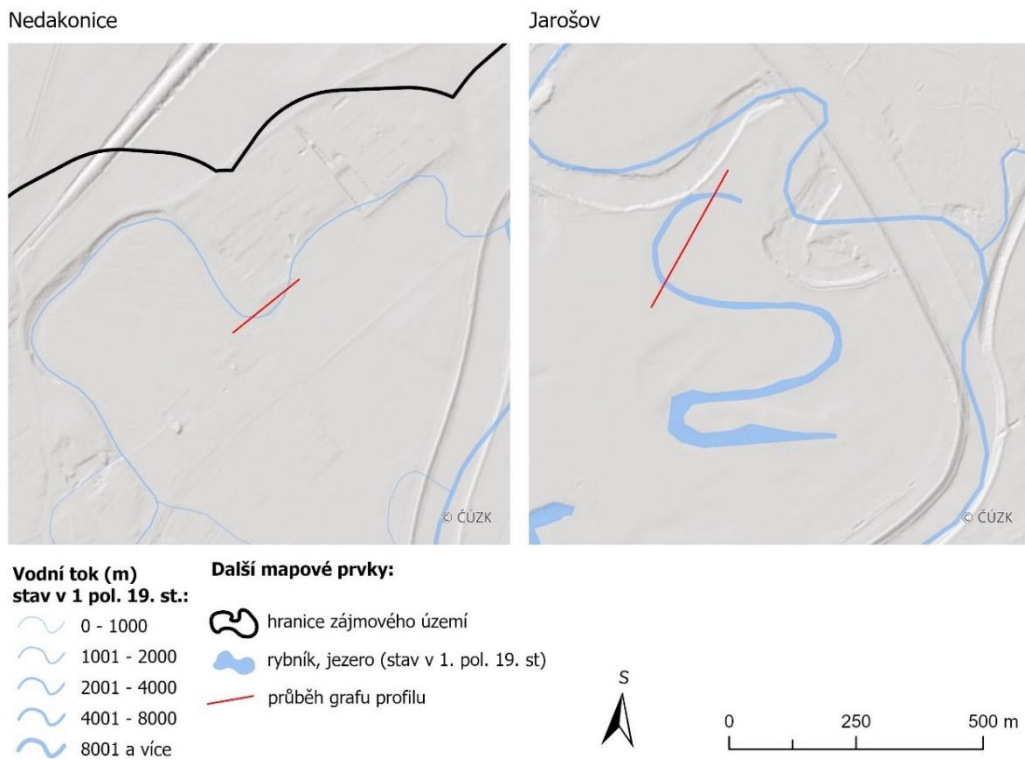 Nedakonice
Jarošov
© ČÚZK
© ČÚZK
Vodní tok (m)
stav v 1 pol. 19. st.:
0 - 1000
1001 - 2000
2001 - 4000
4001 - 8000
8001 a více
Další mapové prvky:
hranice zájmového území
rybník, jezero (stav v 1. pol. 19. st)
průběh grafu profilu
S
0 250 500 m